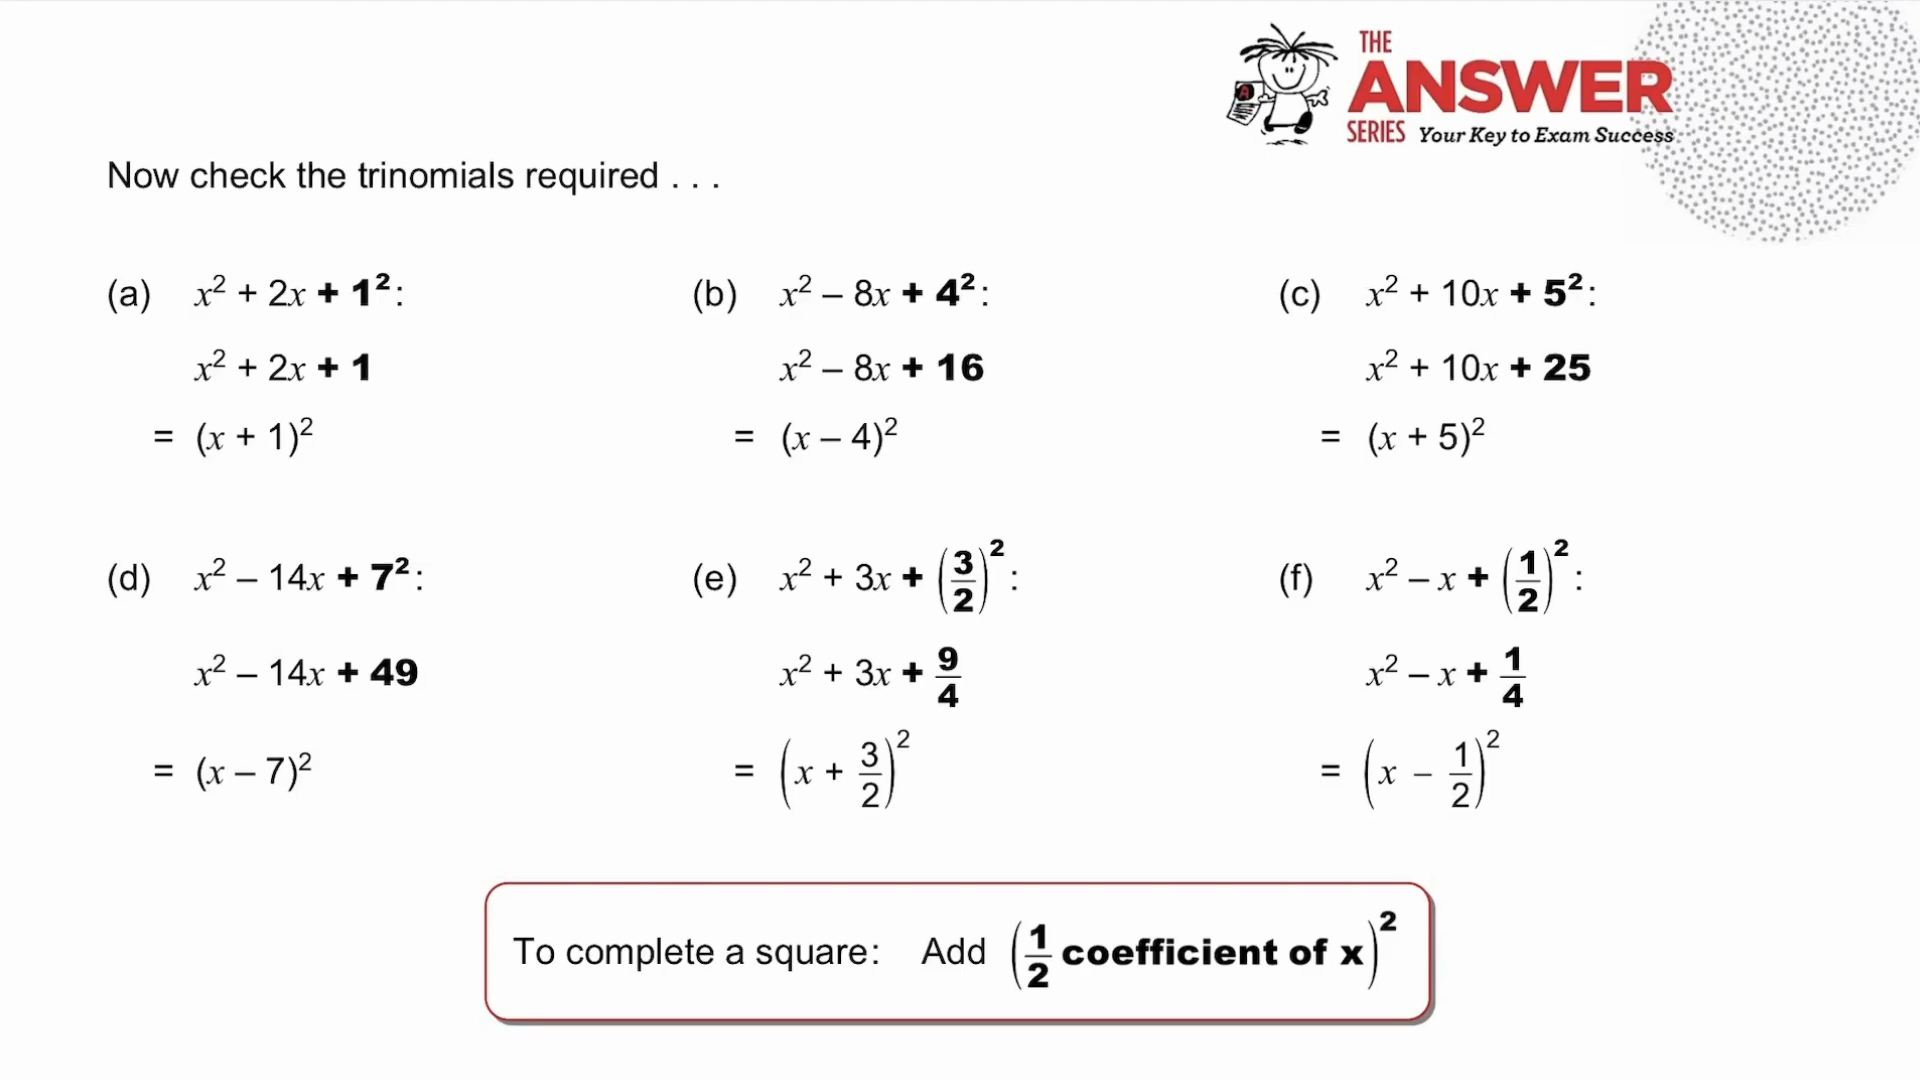 THE
ANSWER
SERIES Your Key to Exam Success
Now check the trinomials required . . .
(a) x² + 2x + 1²:
x² + 2x + 1
= (x + 1)²
(b) x² – 8x + 4²:
x² – 8x + 16
= (x – 4)²
(c) x² + 10x + 5²:
x² + 10x + 25
= (x + 5)²
(d) x² – 14x + 7²:
x² – 14x + 49
= (x – 7)²
(e) x² + 3x + (3/2)²:
x² + 3x + 9/4
= (x + 3/2)²
(f) x² – x + (1/2)²:
x² – x + 1/4
= (x – 1/2)²
To complete a square: Add (1/2 coefficient of x)²